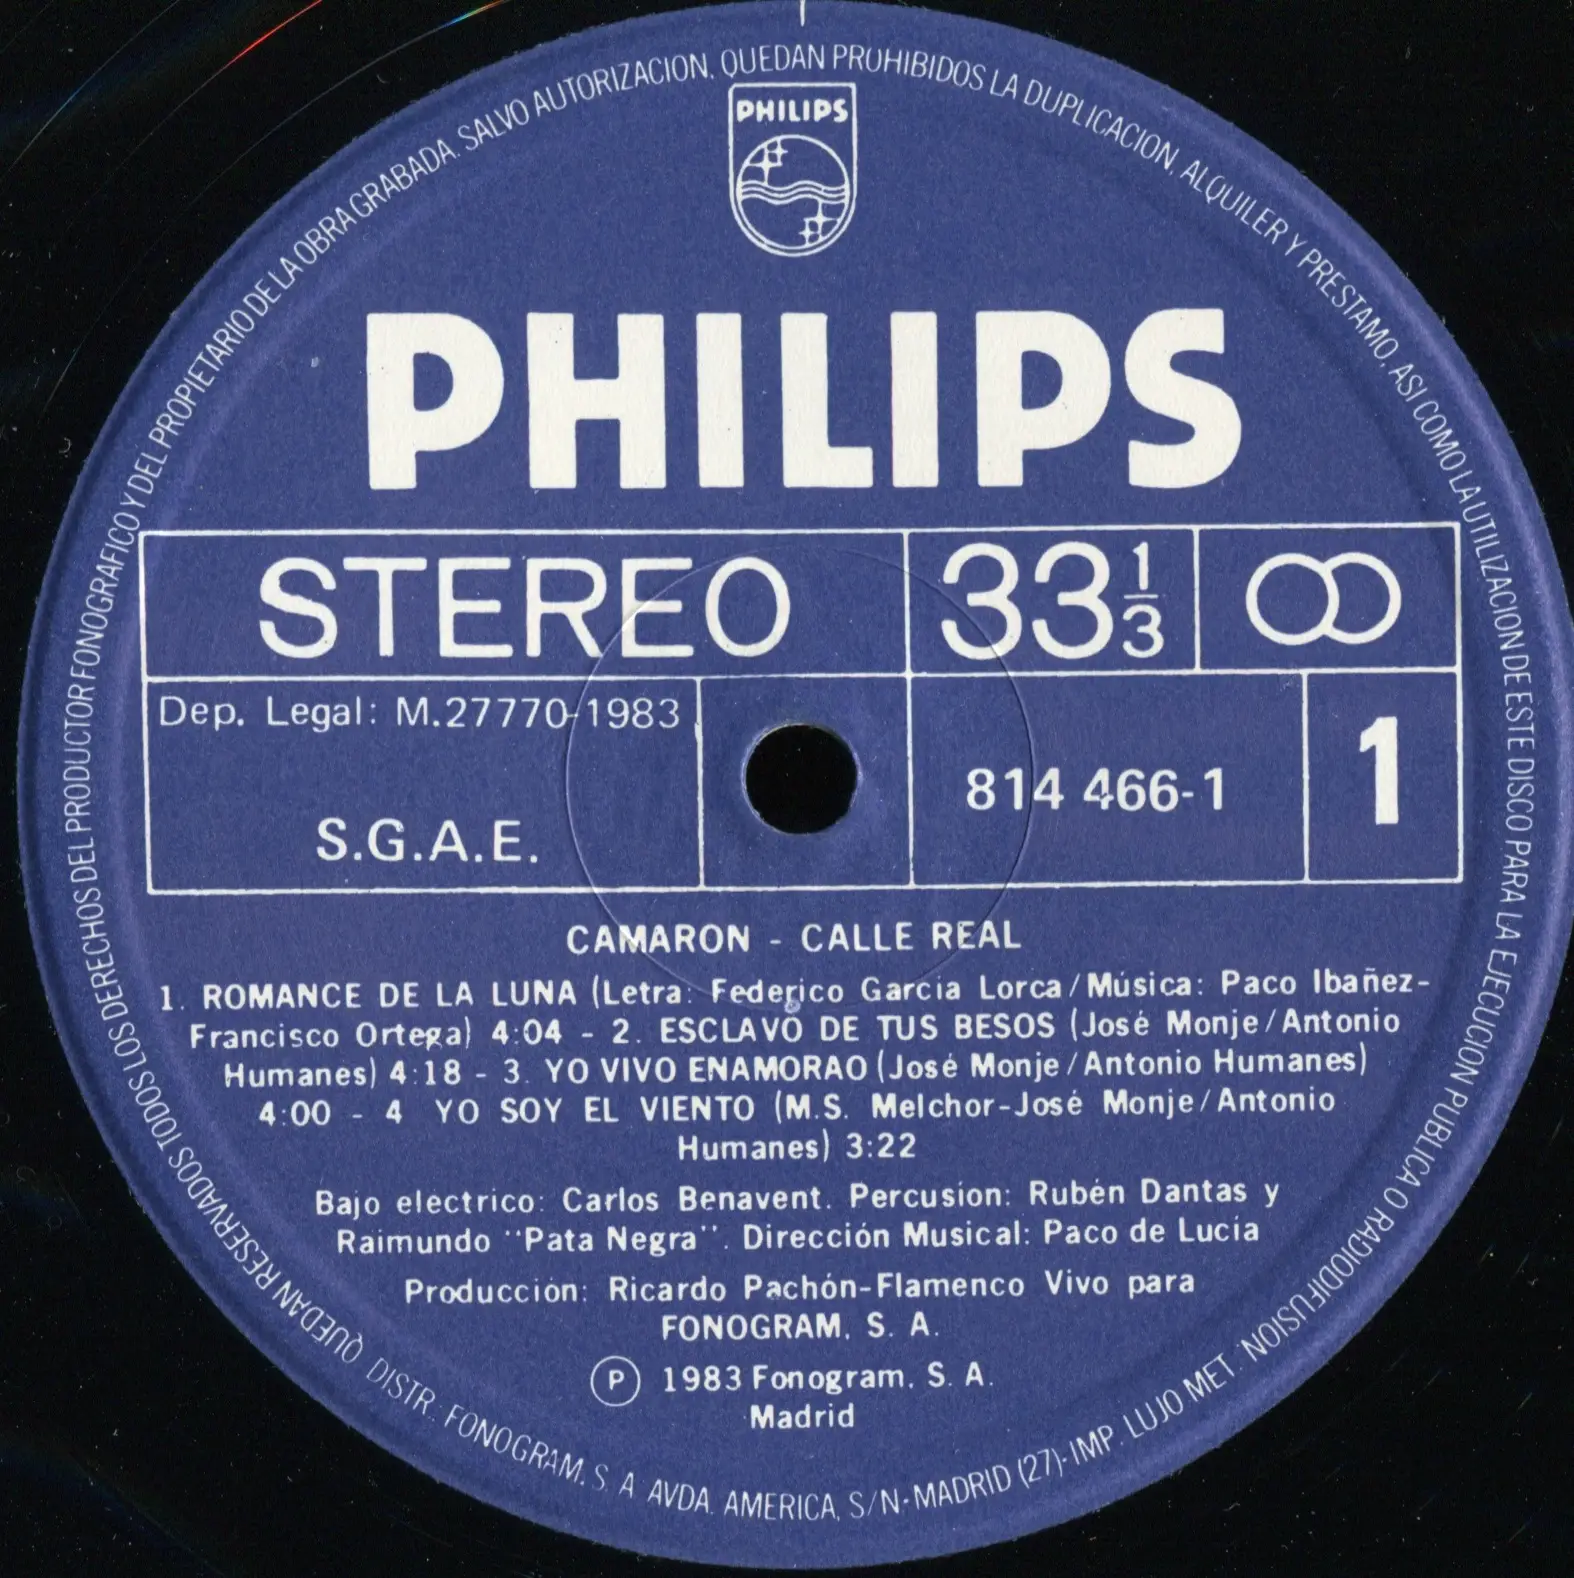 QUEDAN RESERVADOS TODOS LOS DERECHOS DEL PRODUCTOR FONOGRAFICO Y DEL PROPIETARIO DE LA OBRA GRABADA. SALVO AUTORIZACION, QUEDAN PROHIBIDOS LA DUPLICACION, ALQUILER Y PRESTAMO, ASI COMO LA UTILIZACION DE ESTE DISCO PARA LA EJECUCION PUBLICA O RADIODIFUSION.
PHILIPS
PHILIPS
STEREO 33 1/3
Dep. Legal: M.27770-1983
S.G.A.E.
814 466-1
1
CAMARON - CALLE REAL
1. ROMANCE DE LA LUNA (Letra: Federico Garcia Lorca/Música: Paco Ibañez-
Francisco Ortega) 4:04 - 2. ESCLAVO DE TUS BESOS (José Monje/Antonio
Humanes) 4:18 - 3. YO VIVO ENAMORAO (José Monje/Antonio Humanes)
4:00 - 4 YO SOY EL VIENTO (M.S. Melchor-José Monje/Antonio
Humanes) 3:22
Bajo eléctrico: Carlos Benavent. Percusion: Rubén Dantas y
Raimundo "Pata Negra". Dirección Musical: Paco de Lucía
Producción: Ricardo Pachón-Flamenco Vivo para
FONOGRAM, S. A.
Ⓟ 1983 Fonogram, S. A.
Madrid
DISTR.: FONOGRAM, S. A AVDA. AMERICA, S/N-MADRID (27)-IMP. LUJO MET.